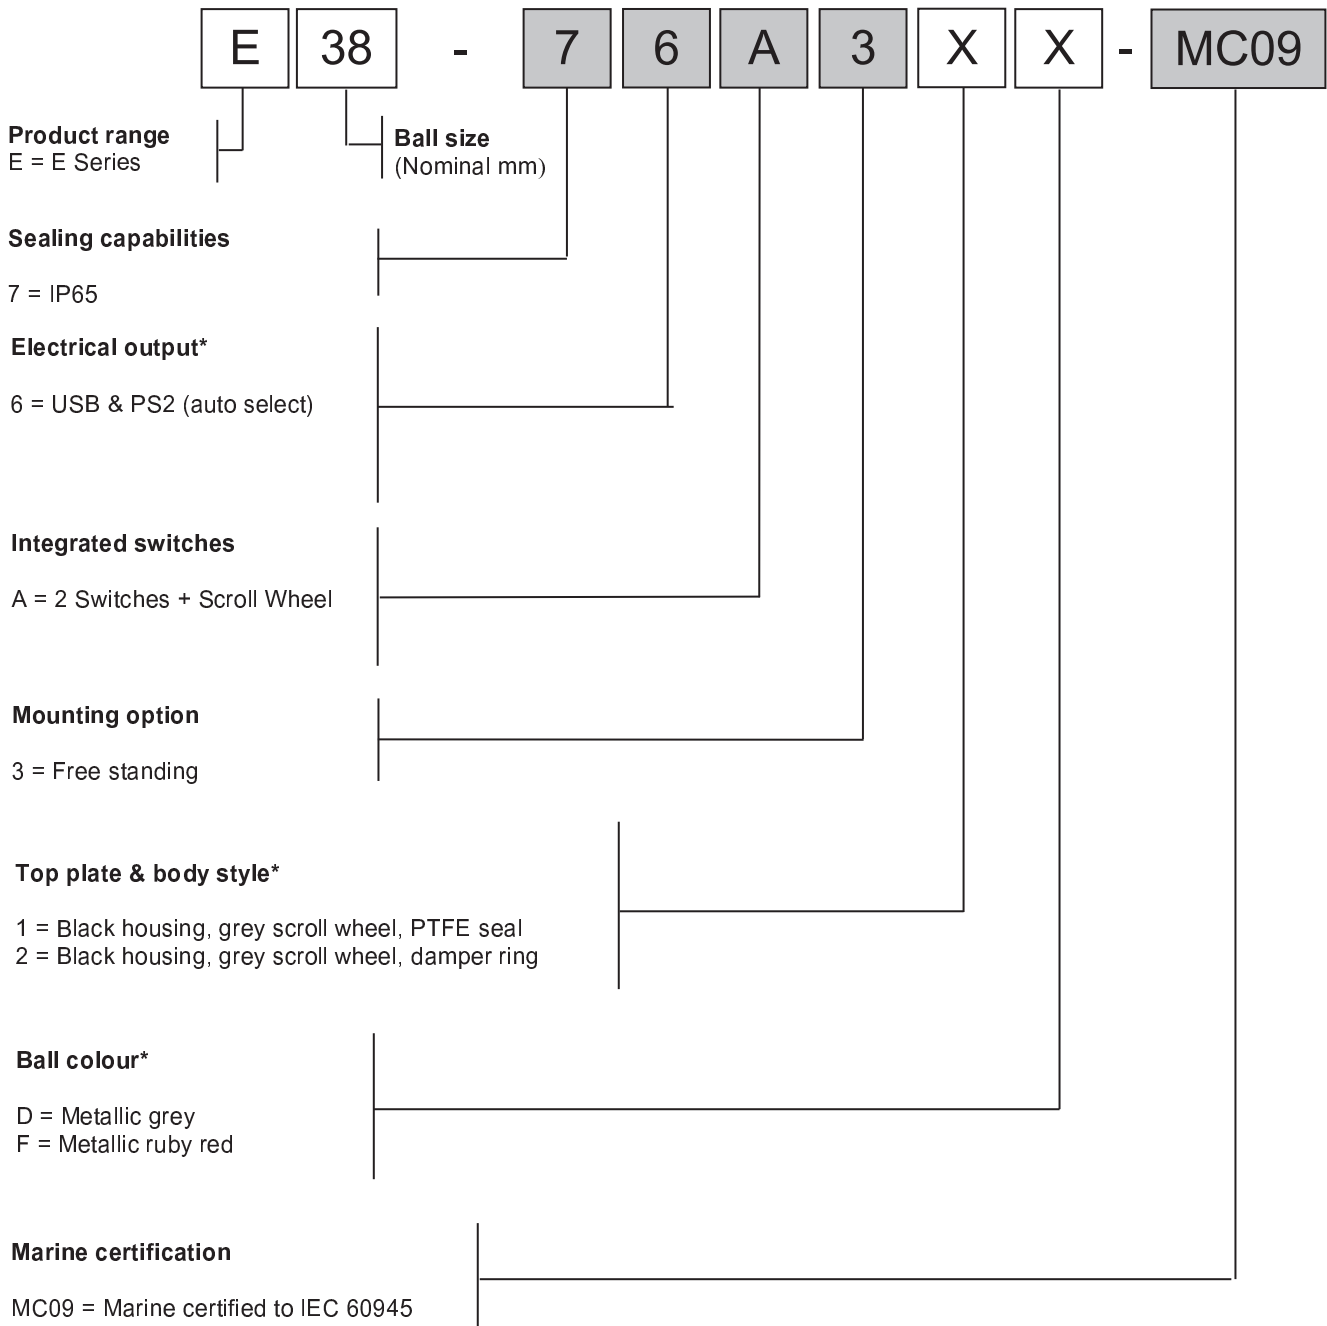 E 38 - 7 6 A 3 X X - MC09
Product range
E = E Series
Ball size
(Nominal mm)
Sealing capabilities
7 = IP65
Electrical output*
6 = USB & PS2 (auto select)
Integrated switches
A = 2 Switches + Scroll Wheel
Mounting option
3 = Free standing
Top plate & body style*
1 = Black housing, grey scroll wheel, PTFE seal
2 = Black housing, grey scroll wheel, damper ring
Ball colour*
D = Metallic grey
F = Metallic ruby red
Marine certification
MC09 = Marine certified to IEC 60945